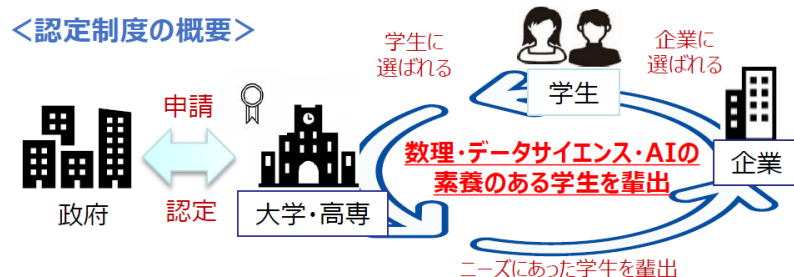 ＜認定制度の概要＞
学生に
選ばれる
企業に
選ばれる
学生
申請
数理・データサイエンス・AIの
素養のある学生を輩出
企業
認定
政府
大学・高専
ニーズにあった学生を輩出